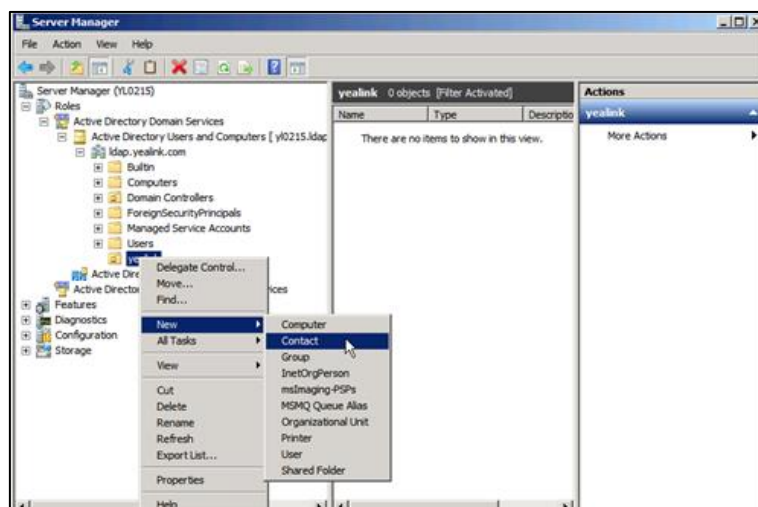 Server Manager
File Action View Help
Server Manager (YL0215)
Roles
Active Directory Domain Services
Active Directory Users and Computers [ yl0215.ldap
ldap.yealink.com
Builtin
Computers
Domain Controllers
ForeignSecurityPrincipals
Managed Service Accounts
Users
Active Dire
Active Director
ices
Features
Diagnostics
Configuration
Storage
Delegate Control...
Move...
Find...
New
All Tasks
View
Cut
Delete
Rename
Refresh
Export List...
Properties
Help
Computer
Contact
Group
InetOrgPerson
msImaging-PSPs
MSMQ Queue Alias
Organizational Unit
Printer
User
Shared Folder
yealink 0 objects [Filter Activated]
Name Type Descriptio
There are no items to show in this view.
Actions
yealink
More Actions